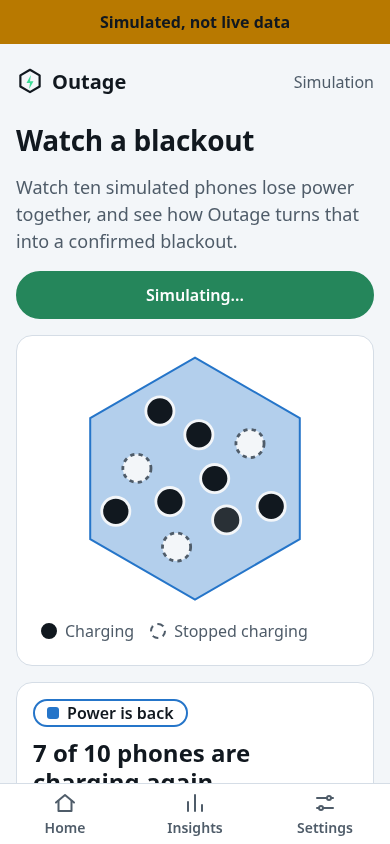 Simulated, not live data
Outage
Simulation
Watch a blackout
Watch ten simulated phones lose power
together, and see how Outage turns that
into a confirmed blackout.
Simulating...
Charging
Stopped charging
Power is back
7 of 10 phones are
charging again
Home
Insights
Settings